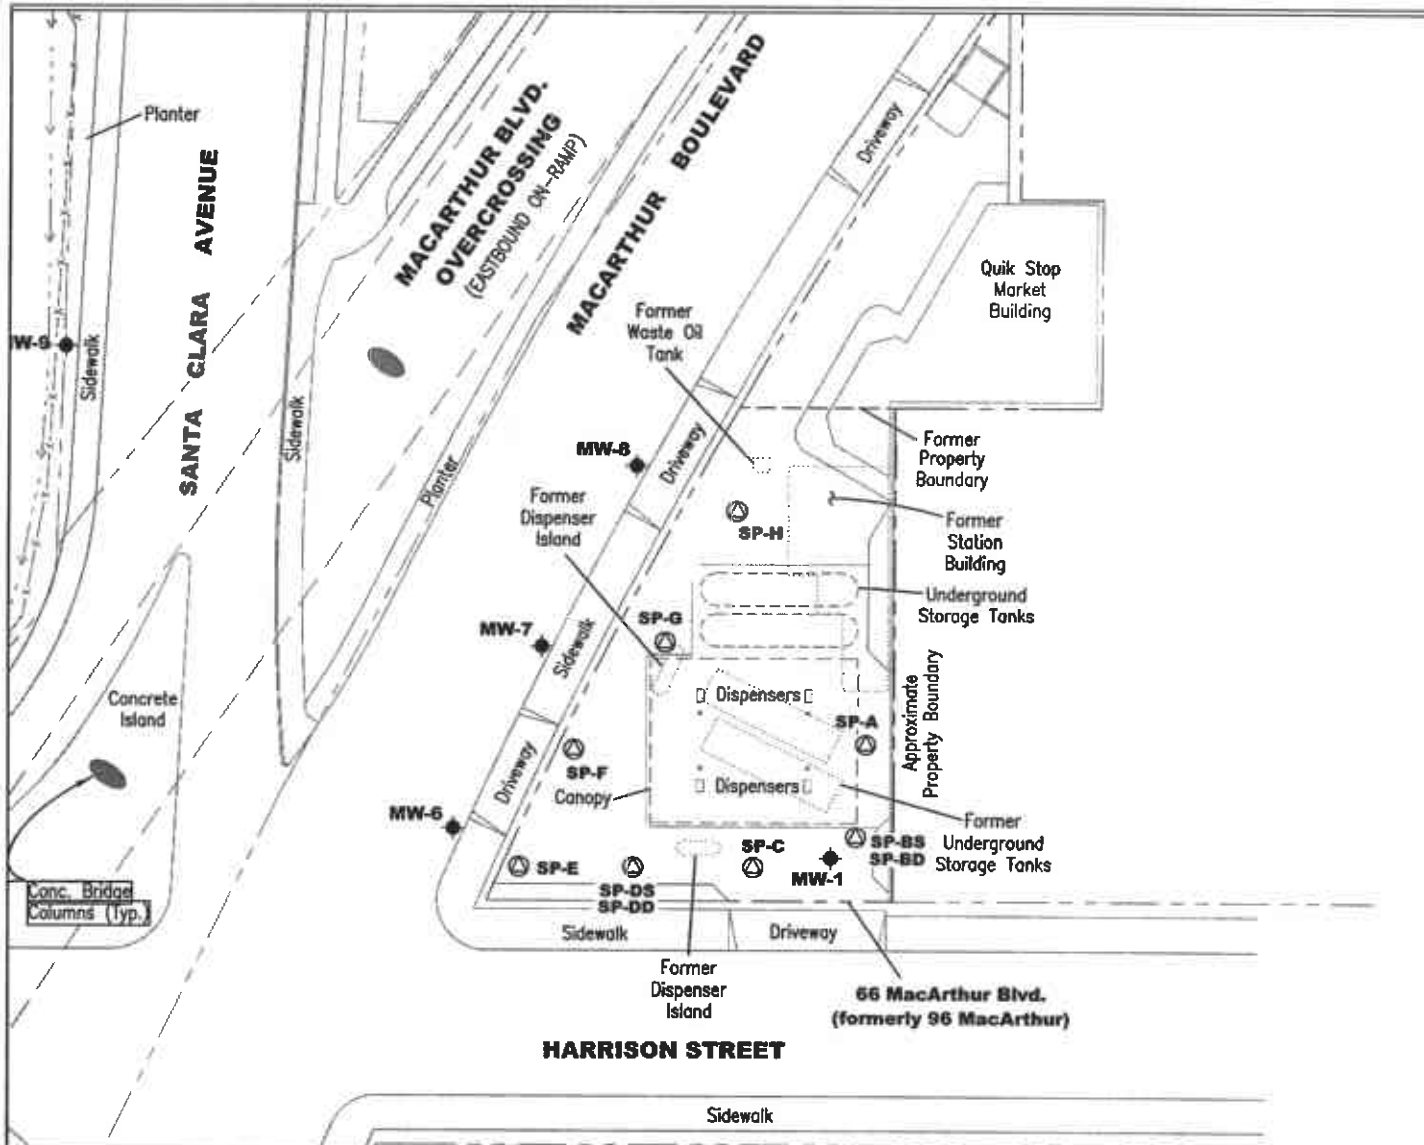 Planter
SANTA CLARA AVENUE
MACARTHUR BLVD.
OVERCROSSING
(EASTBOUND ON-RAMP)
MACARTHUR BOULEVARD
Driveway
Quik Stop
Market
Building
Former
Waste Oil
Tank
Sidewalk
Sidewalk
Planter
MW-8
Driveway
Former
Property
Boundary
Former
Dispenser
Island
SP-H
Former
Station
Building
Underground
Storage Tanks
SP-G
MW-7
Sidewalk
Concrete
Island
Dispensers
SP-A
Approximate
Property Boundary
SP-F
Driveway
Canopy
Dispensers
MW-6
Former
Underground
Storage Tanks
SP-BS
SP-BD
SP-C
SP-E
MW-1
SP-DS
SP-DD
Conc. Bridge
Columns (Typ.)
Sidewalk
Driveway
Former
Dispenser
Island
66 MacArthur Blvd.
(formerly 96 MacArthur)
HARRISON STREET
Sidewalk